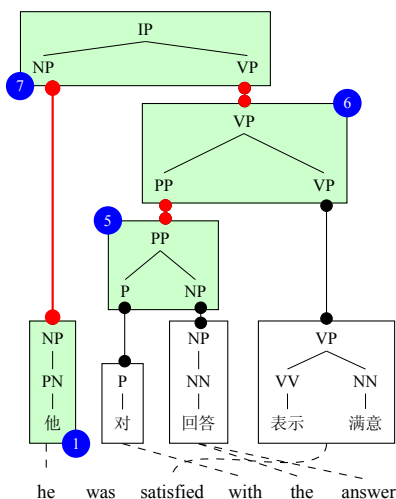 IP
NP VP
7
6
VP
PP VP
5
PP
P NP
NP NP VP
PN P NN VV NN
他 对 回答 表示 满意
1
he was satisfied with the answer